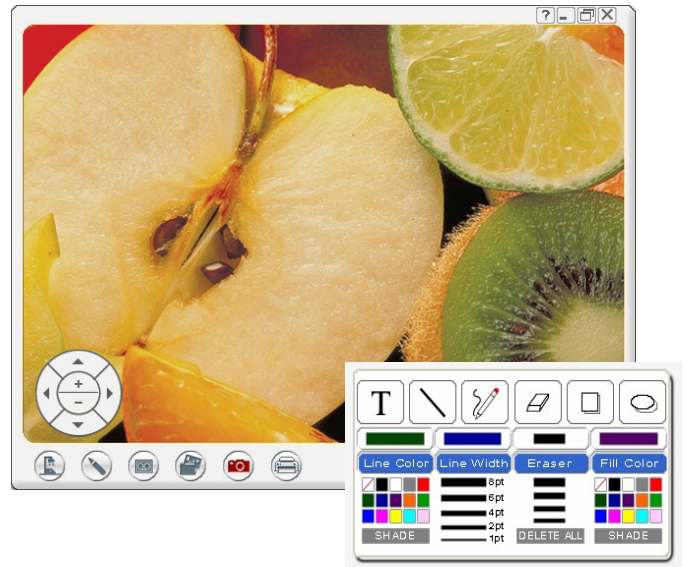 ?
T
Line Color Line Width Eraser Fill Color
8pt
6pt
4pt
2pt
1pt
SHADE DELETE ALL SHADE